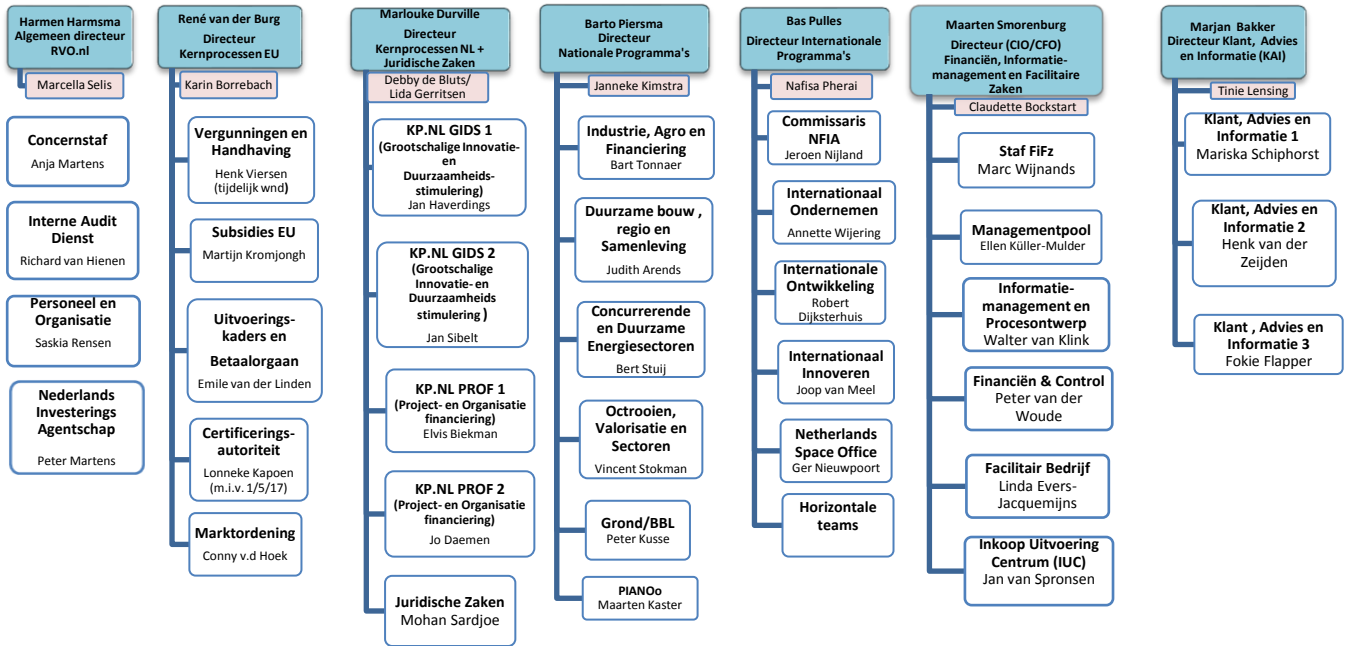 Harmen Harmsma
Algemeen directeur
RVO.nl
Marcella Selis
Concernstaf
Anja Martens
Interne Audit
Dienst
Richard van Hienen
Personeel en
Organisatie
Saskia Rensen
Nederlands
Investerings
Agentschap
Peter Martens
René van der Burg
Directeur
Kernprocessen EU
Karin Borrebach
Vergunningen en
Handhaving
Henk Viersen
(tijdelijk wnd)
Subsidies EU
Martijn Kromjongh
Uitvoerings-
kaders en
Betaalorgaan
Emile van der Linden
Certificerings-
autoriteit
Lonneke Kapoen
(m.i.v. 1/5/17)
Marktordening
Conny v.d Hoek
Marlouke Durville
Directeur
Kernprocessen NL +
Juridische Zaken
Debby de Bluts/
Lida Gerritsen
KP.NL GIDS 1
(Grootschalige Innovatie-
en
Duurzaamheids-
stimulering)
Jan Haverdings
KP.NL GIDS 2
(Grootschalige
Innovatie- en
Duurzaamheids
stimulering )
Jan Sibelt
KP.NL PROF 1
(Project- en Organisatie
financiering)
Elvis Biekman
KP.NL PROF 2
(Project- en Organisatie
financiering)
Jo Daemen
Juridische Zaken
Mohan Sardjoe
Barto Piersma
Directeur
Nationale Programma's
Janneke Kimstra
Industrie, Agro en
Financiering
Bart Tonnaer
Duurzame bouw ,
regio en
Samenleving
Judith Arends
Concurrerende
en Duurzame
Energiesectoren
Bert Stuij
Octrooien,
Valorisatie en
Sectoren
Vincent Stokman
Grond/BBL
Peter Kusse
PIANOo
Maarten Kaster
Bas Pulles
Directeur Internationale
Programma's
Nafisa Pherai
Commissaris
NFIA
Jeroen Nijland
Internationaal
Ondernemen
Annette Wijering
Internationale
Ontwikkeling
Robert
Dijksterhuis
Internationaal
Innoveren
Joop van Meel
Netherlands
Space Office
Ger Nieuwpoort
Horizontale
teams
Maarten Smorenburg
Directeur (CIO/CFO)
Financiën, Informatie-
management en Facilitaire
Zaken
Claudette Bockstart
Staf FiFz
Marc Wijnands
Managementpool
Ellen Küller-Mulder
Informatie-
management en
Procesontwerp
Walter van Klink
Financiën & Control
Peter van der
Woude
Facilitair Bedrijf
Linda Evers-
Jacquemijns
Inkoop Uitvoering
Centrum (IUC)
Jan van Spronsen
Marjan Bakker
Directeur Klant, Advies
en Informatie (KAI)
Tinie Lensing
Klant, Advies en
Informatie 1
Mariska Schiphorst
Klant, Advies en
Informatie 2
Henk van der
Zeijden
Klant , Advies en
Informatie 3
Fokie Flapper